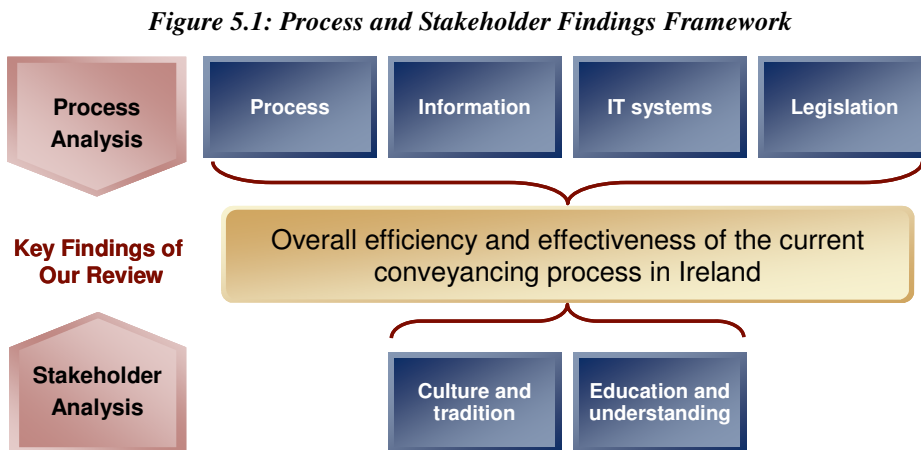 Figure 5.1: Process and Stakeholder Findings Framework
Process
Analysis
Process
Information
IT systems
Legislation
Key Findings of
Our Review
Overall efficiency and effectiveness of the current
conveyancing process in Ireland
Stakeholder
Analysis
Culture and
tradition
Education and
understanding